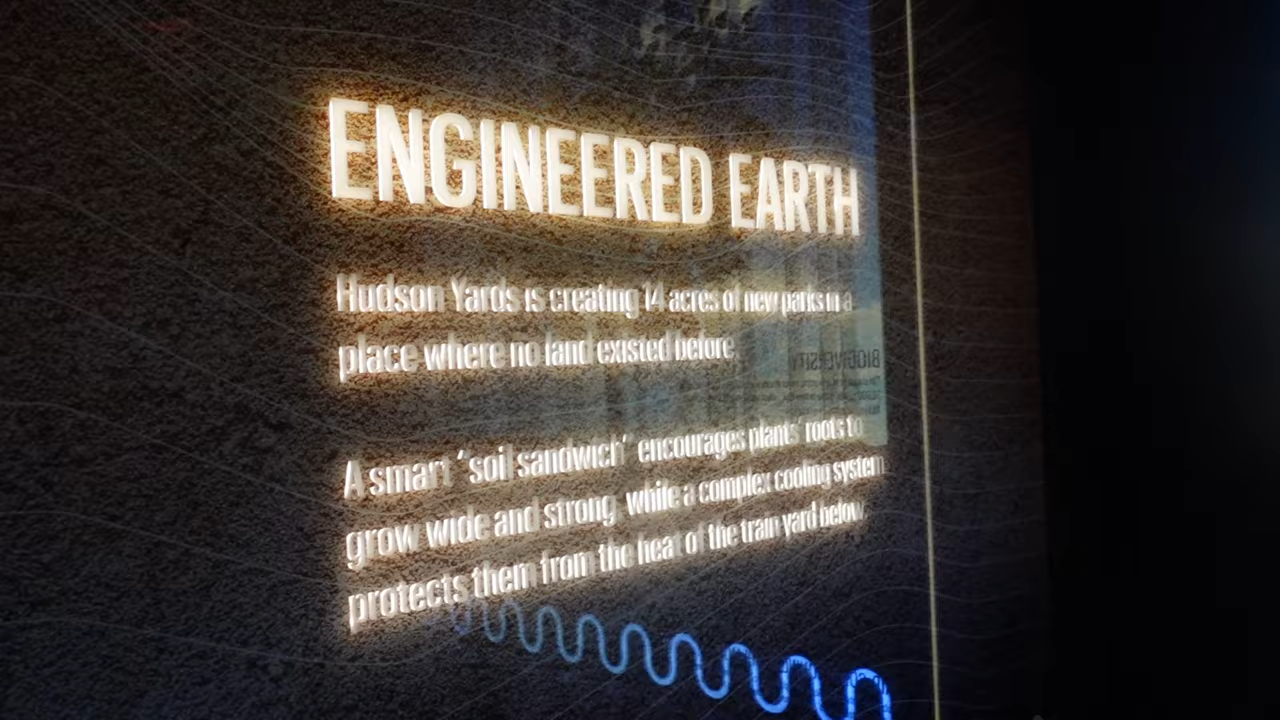 ENGINEERED EARTH
Hudson Yards is creating 14 acres of new parks in a
place where no land existed before.
A smart “soil sandwich” encourages plants’ roots to
grow wide and strong, while a complex cooling system
protects them from the heat of the train yard below.
BIODIVERSITY